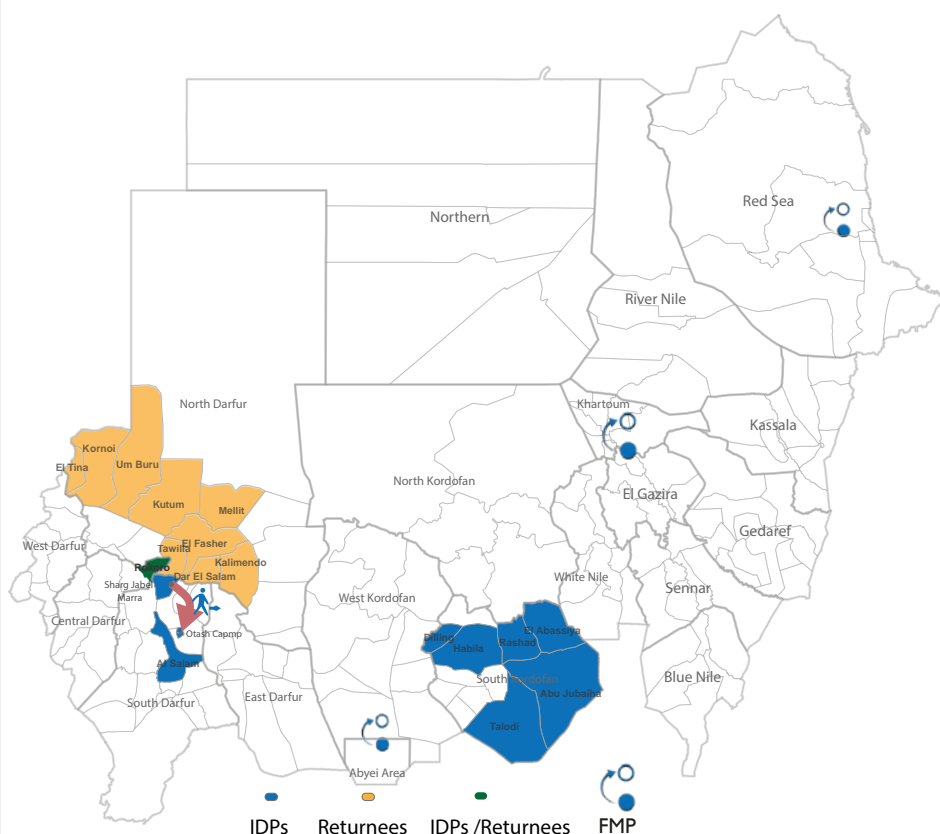 Red Sea
Northern
River Nile
North Darfur
Khartoum
Kassala
Kornoi
El Tina
Um Buru
North Kordofan
El Gazira
Kutum
Mellit
Gedaref
West Darfur
El Fasher
Tawilla
Kalimendo
Rokoro
Dar El Salam
White Nile
Sharg Jabel
Marra
Sennar
West Kordofan
Central Darfur
Otash Capmp
Dilling
El Abassiya
Rashad
Habila
Al Salam
South Kordofan
Blue Nile
Abu Jubaiha
East Darfur
South Darfur
Talodi
Abyei Area
IDPs
Returnees
IDPs /Returnees
FMP